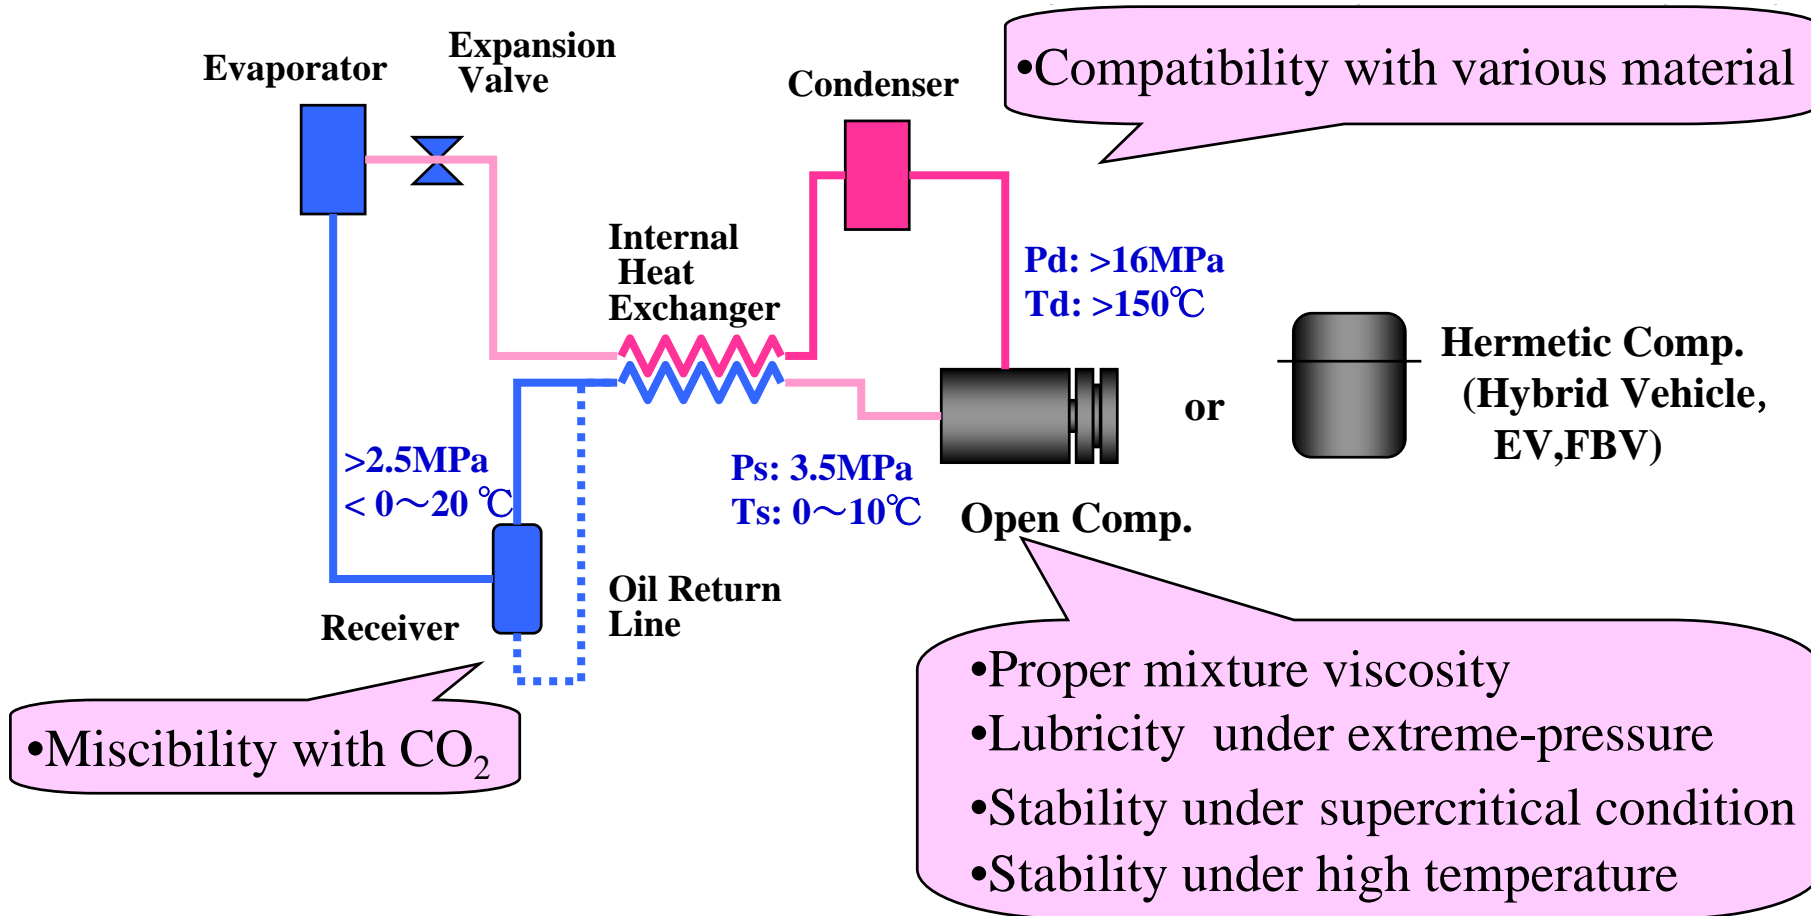 Evaporator
Expansion
Valve
Condenser
•Compatibility with various material
Internal
Heat
Exchanger
Pd: >16MPa
Td: >150℃
Hermetic Comp.
(Hybrid Vehicle,
EV,FBV)
or
>2.5MPa
< 0～20 ℃
Ps: 3.5MPa
Ts: 0～10℃
Open Comp.
Receiver
Oil Return
Line
•Miscibility with CO₂
•Proper mixture viscosity
•Lubricity under extreme-pressure
•Stability under supercritical condition
•Stability under high temperature